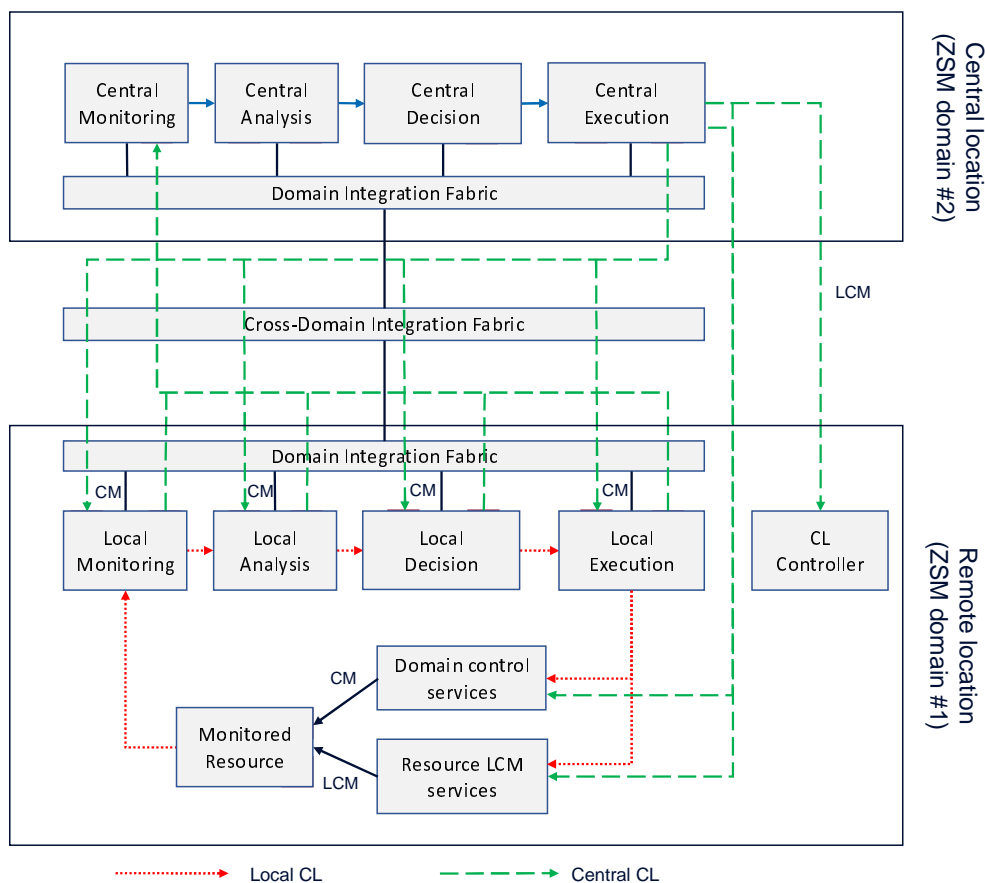 Central
Monitoring
Central
Analysis
Central
Decision
Central
Execution
Domain Integration Fabric
Central location
(ZSM domain #2)
LCM
Cross-Domain Integration Fabric
Domain Integration Fabric
CM
CM
CM
CM
Local
Monitoring
Local
Analysis
Local
Decision
Local
Execution
CL
Controller
Remote location
(ZSM domain #1)
Domain control
services
CM
Monitored
Resource
LCM
Resource LCM
services
Local CL
Central CL